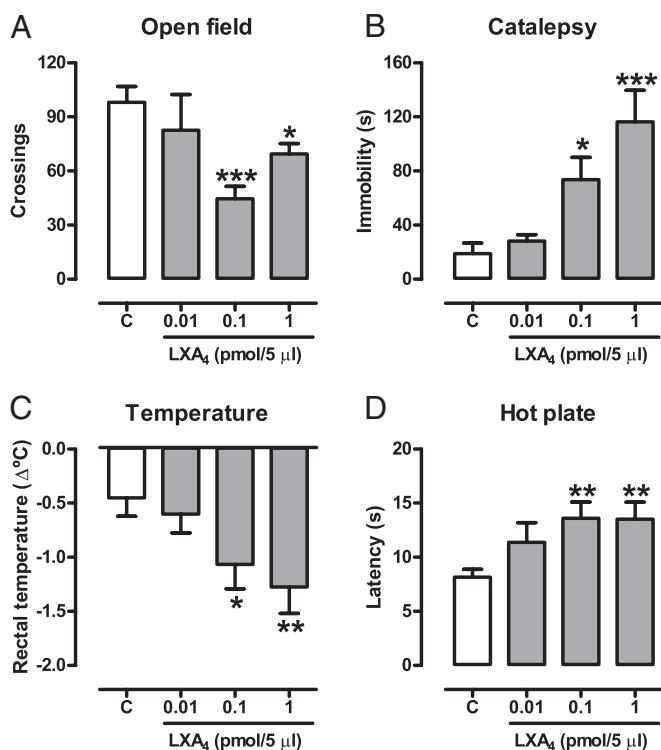 A
Open field
120
90
60
30
0
Crossings
***
*
C 0.01 0.1 1
LXA4 (pmol/5 µl)
B
Catalepsy
160
120
80
40
0
Immobility (s)
*
***
C 0.01 0.1 1
LXA4 (pmol/5 µl)
C
Temperature
0.0
-0.5
-1.0
-1.5
-2.0
Rectal temperature (Δ°C)
*
**
C 0.01 0.1 1
LXA4 (pmol/5 µl)
D
Hot plate
20
15
10
5
0
Latency (s)
**
**
C 0.01 0.1 1
LXA4 (pmol/5 µl)